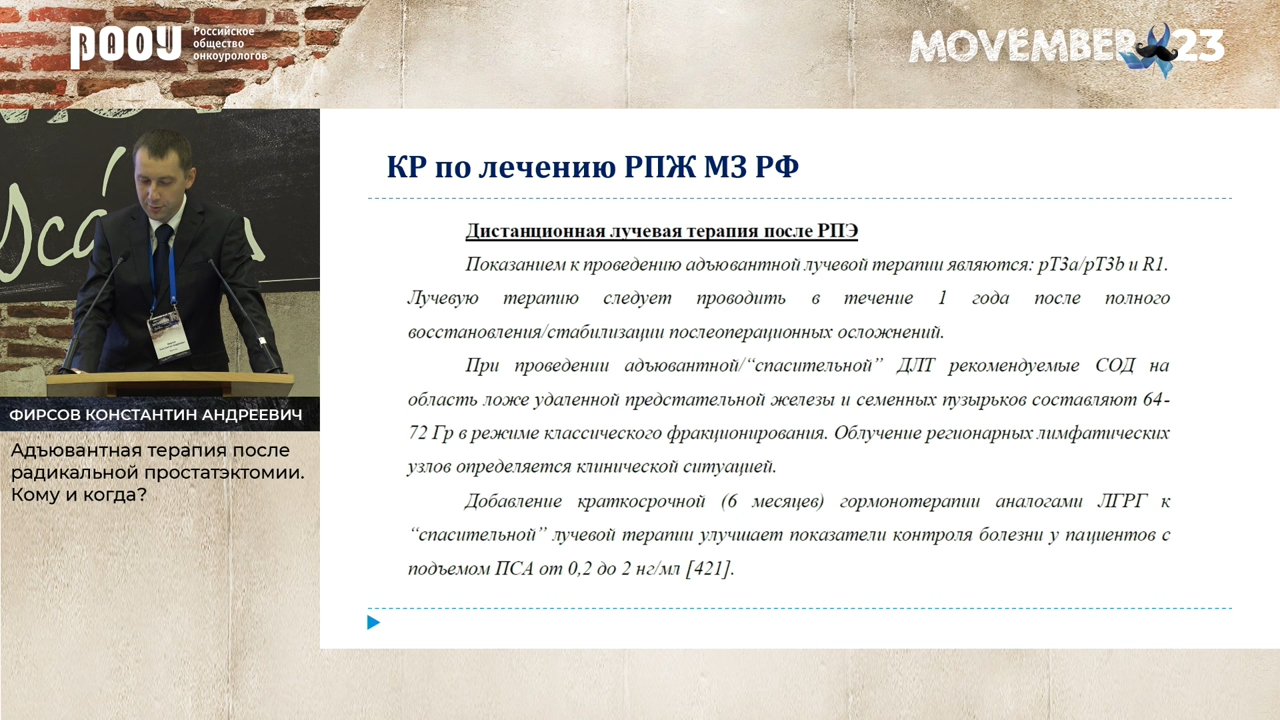 РООУ
Российское
общество
онкоурологов
MOVEMBER 23
КР по лечению РПЖ МЗ РФ
Дистанционная лучевая терапия после РПЭ
Показанием к проведению адъювантной лучевой терапии являются: pT3a/pT3b и R1.
Лучевую терапию следует проводить в течение 1 года после полного
восстановления/стабилизации послеоперационных осложнений.
При проведении адъювантной/“спасительной” ДЛТ рекомендуемые СОД на
область ложе удаленной предстательной железы и семенных пузырьков составляют 64-
72 Гр в режиме классического фракционирования. Облучение регионарных лимфатических
узлов определяется клинической ситуацией.
Добавление краткосрочной (6 месяцев) гормонотерапии аналогами ЛГРГ к
“спасительной” лучевой терапии улучшает показатели контроля болезни у пациентов с
подъемом ПСА от 0,2 до 2 нг/мл [421].
ФИРСОВ КОНСТАНТИН АНДРЕЕВИЧ
Адъювантная терапия после
радикальной простатэктомии.
Кому и когда?